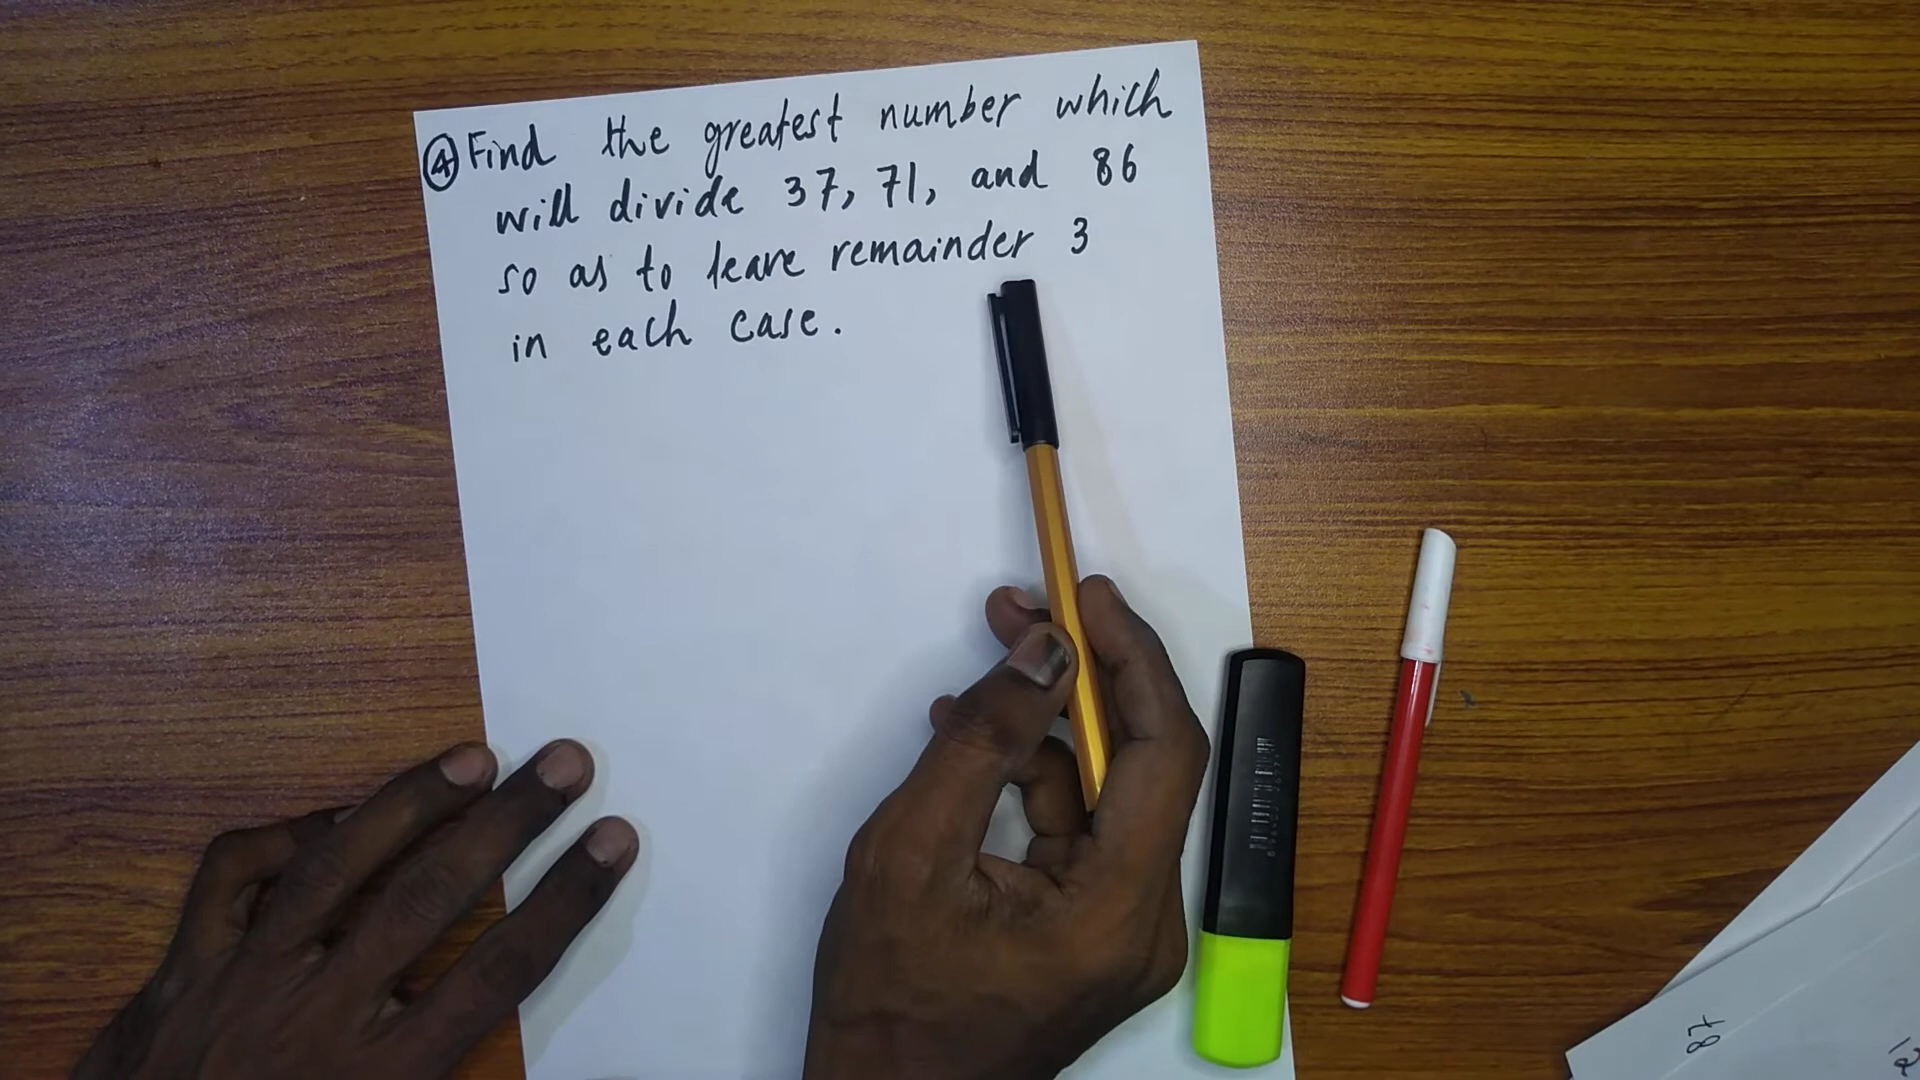 ④ Find the greatest number which
will divide 37, 71, and 86
so as to leave remainder 3
in each case.
87